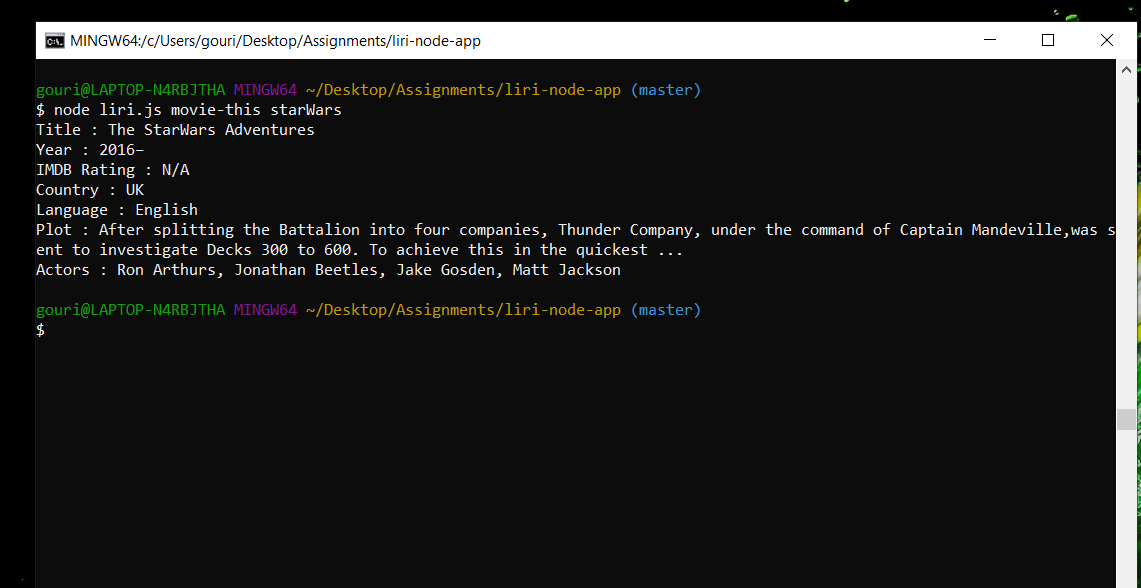 MINGW64:/c/Users/gouri/Desktop/Assignments/liri-node-app
gouri@LAPTOP-N4RBJTHA MINGW64 ~/Desktop/Assignments/liri-node-app (master)
$ node liri.js movie-this starWars
Title : The StarWars Adventures
Year : 2016–
IMDB Rating : N/A
Country : UK
Language : English
Plot : After splitting the Battalion into four companies, Thunder Company, under the command of Captain Mandeville,was s
ent to investigate Decks 300 to 600. To achieve this in the quickest ...
Actors : Ron Arthurs, Jonathan Beetles, Jake Gosden, Matt Jackson
gouri@LAPTOP-N4RBJTHA MINGW64 ~/Desktop/Assignments/liri-node-app (master)
$